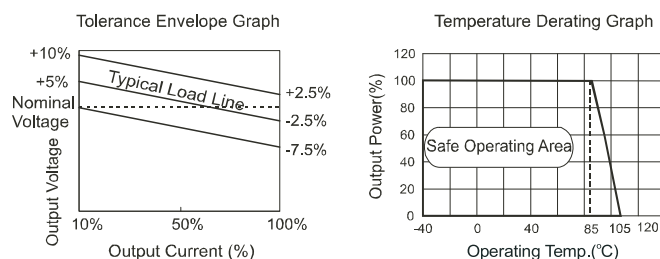 Tolerance Envelope Graph
+10%
+5%
Nominal
Voltage
Output Voltage
Typical Load Line
+2.5%
-2.5%
-7.5%
10%
50%
100%
Output Current (%)
Temperature Derating Graph
Output Power(%)
120
100
80
60
40
20
0
Safe Operating Area
-40
0
40
85
105
120
Operating Temp.(℃)